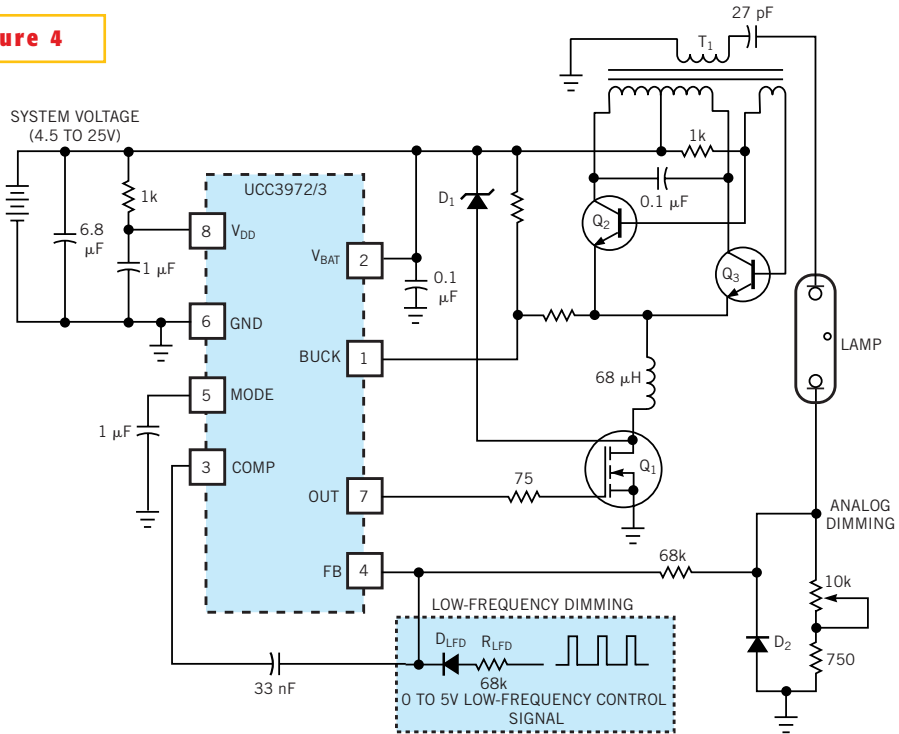 ure 4
27 pF
T1
SYSTEM VOLTAGE
(4.5 TO 25V)
1k
UCC3972/3
D1
0.1 μF
1k
Q2
6.8
μF
8
VDD
VBAT
2
Q3
1 μF
0.1
μF
6
GND
BUCK
1
LAMP
68 μH
5
MODE
1 μF
3
COMP
Q1
OUT
7
75
ANALOG
DIMMING
FB
4
68k
10k
LOW-FREQUENCY DIMMING
DLFD
RLFD
D2
750
68k
33 nF
0 TO 5V LOW-FREQUENCY CONTROL
SIGNAL